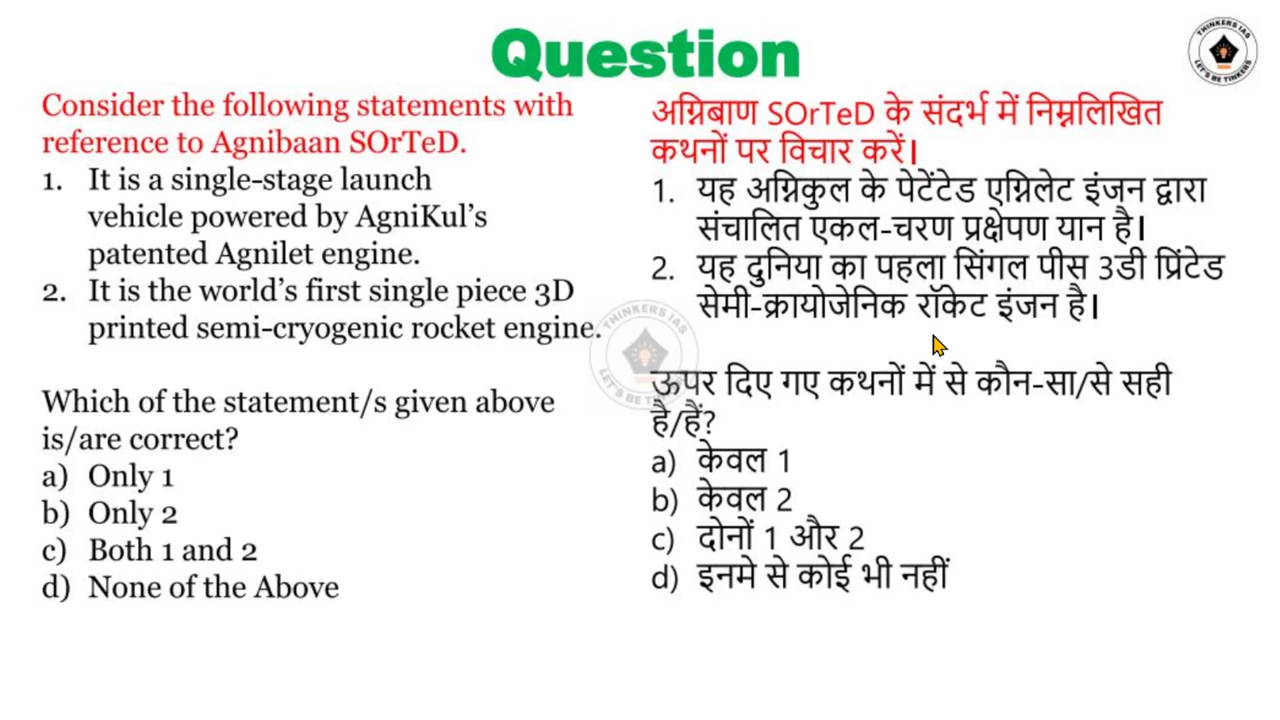 Question
THINKERS IAS
LET'S BE TINKERS
Consider the following statements with
reference to Agnibaan SOrTeD.
1. It is a single-stage launch
vehicle powered by AgniKul's
patented Agnilet engine.
2. It is the world's first single piece 3D
printed semi-cryogenic rocket engine.
Which of the statement/s given above
is/are correct?
a) Only 1
b) Only 2
c) Both 1 and 2
d) None of the Above
अग्निबाण SOrTeD के संदर्भ में निम्नलिखित
कथनों पर विचार करें।
1. यह अग्निकुल के पेटेंटेड एग्निलेट इंजन द्वारा
संचालित एकल-चरण प्रक्षेपण यान है।
2. यह दुनिया का पहला सिंगल पीस 3डी प्रिंटेड
सेमी-क्रायोजेनिक रॉकेट इंजन है।
ऊपर दिए गए कथनों में से कौन-सा/से सही
है/हैं?
a) केवल 1
b) केवल 2
c) दोनों 1 और 2
d) इनमे से कोई भी नहीं
THINKERS IAS
LET'S BE TINKERS